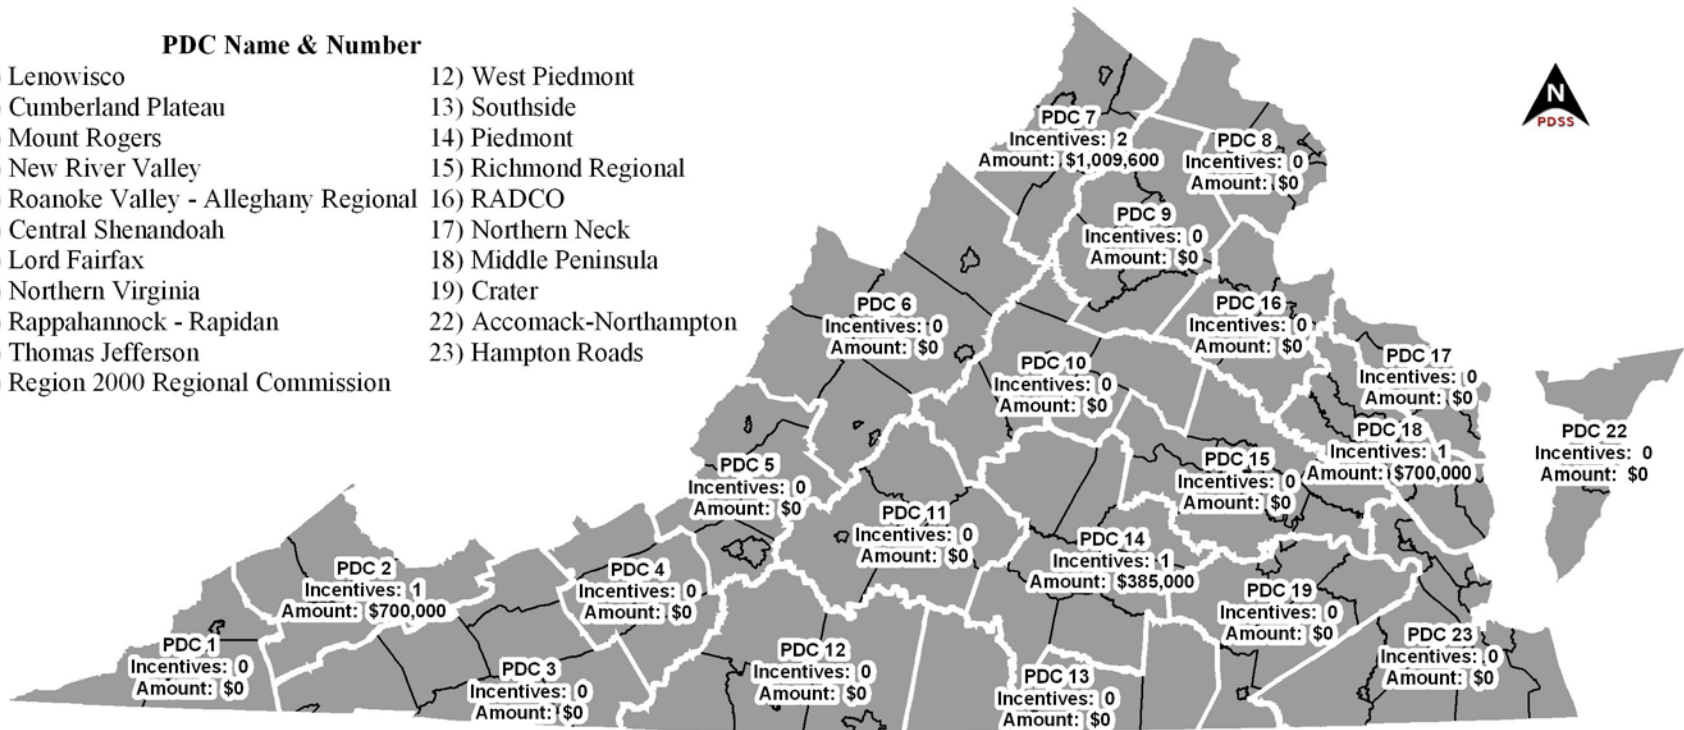 PDC Name & Number
) Lenowisco
) Cumberland Plateau
) Mount Rogers
) New River Valley
) Roanoke Valley - Alleghany Regional
) Central Shenandoah
) Lord Fairfax
) Northern Virginia
) Rappahannock - Rapidan
) Thomas Jefferson
) Region 2000 Regional Commission
12) West Piedmont
13) Southside
14) Piedmont
15) Richmond Regional
16) RADCO
17) Northern Neck
18) Middle Peninsula
19) Crater
22) Accomack-Northampton
23) Hampton Roads
N
PDSS
PDC 7
Incentives: 2
Amount: $1,009,600
PDC 8
Incentives: 0
Amount: $0
PDC 9
Incentives: 0
Amount: $0
PDC 6
Incentives: 0
Amount: $0
PDC 16
Incentives: 0
Amount: $0
PDC 10
Incentives: 0
Amount: $0
PDC 17
Incentives: 0
Amount: $0
PDC 18
Incentives: 1
Amount: $700,000
PDC 22
Incentives: 0
Amount: $0
PDC 5
Incentives: 0
Amount: $0
PDC 15
Incentives: 0
Amount: $0
PDC 11
Incentives: 0
Amount: $0
PDC 14
Incentives: 1
Amount: $385,000
PDC 2
Incentives: 1
Amount: $700,000
PDC 4
Incentives: 0
Amount: $0
PDC 19
Incentives: 0
Amount: $0
PDC 1
Incentives: 0
Amount: $0
PDC 3
Incentives: 0
Amount: $0
PDC 12
Incentives: 0
Amount: $0
PDC 13
Incentives: 0
Amount: $0
PDC 23
Incentives: 0
Amount: $0